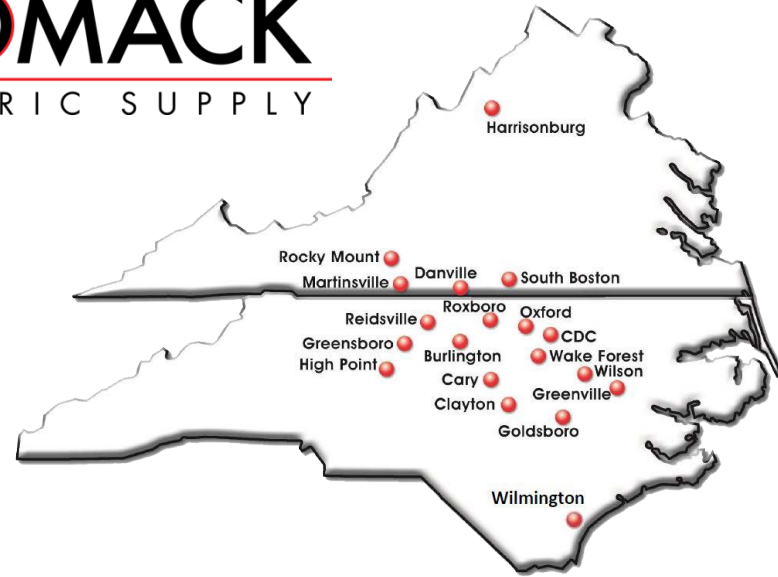 OMACK
RIC SUPPLY
Harrisonburg
Rocky Mount
Martinsville
Danville
South Boston
Roxboro
Oxford
Reidsville
CDC
Greensboro
Burlington
Wake Forest
High Point
Wilson
Cary
Greenville
Clayton
Goldsboro
Wilmington